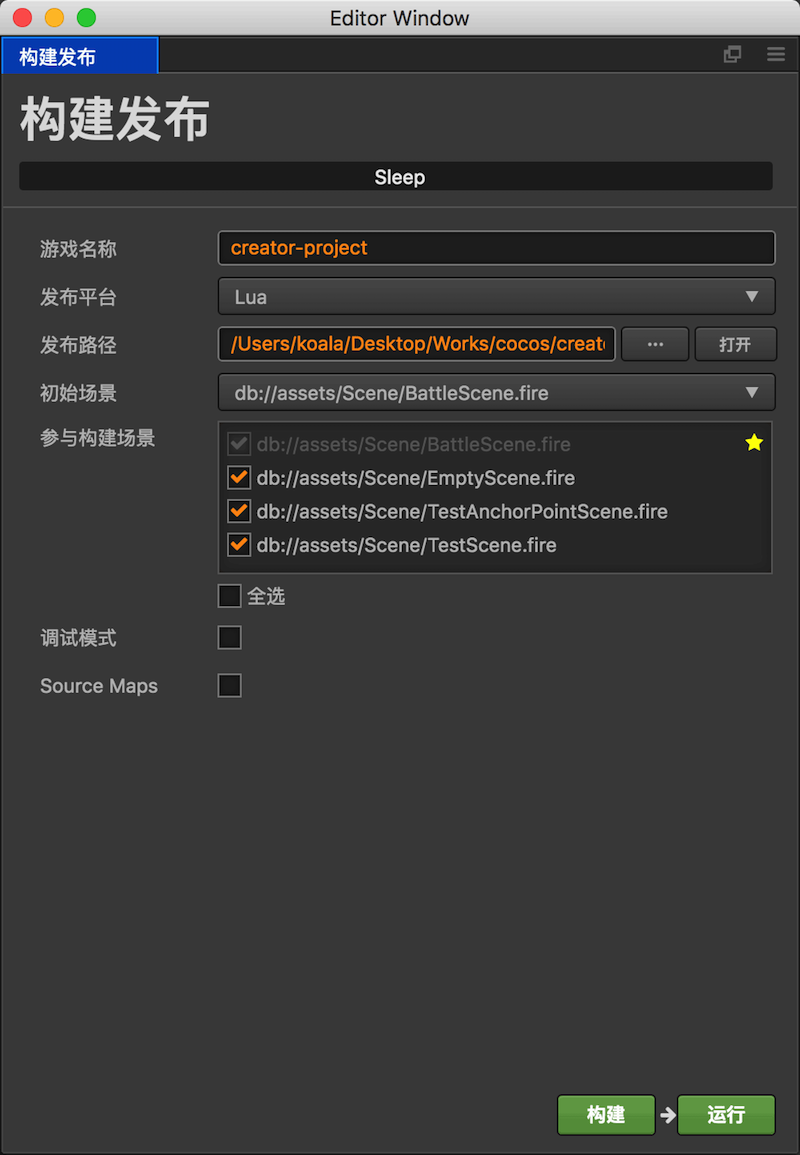 Editor Window
构建发布
构建发布
Sleep
游戏名称 creator-project
发布平台 Lua
发布路径 /Users/koala/Desktop/Works/cocos/creat ··· 打开
初始场景 db://assets/Scene/BattleScene.fire
参与构建场景 db://assets/Scene/BattleScene.fire
db://assets/Scene/EmptyScene.fire
db://assets/Scene/TestAnchorPointScene.fire
db://assets/Scene/TestScene.fire
全选
调试模式
Source Maps
构建 运行